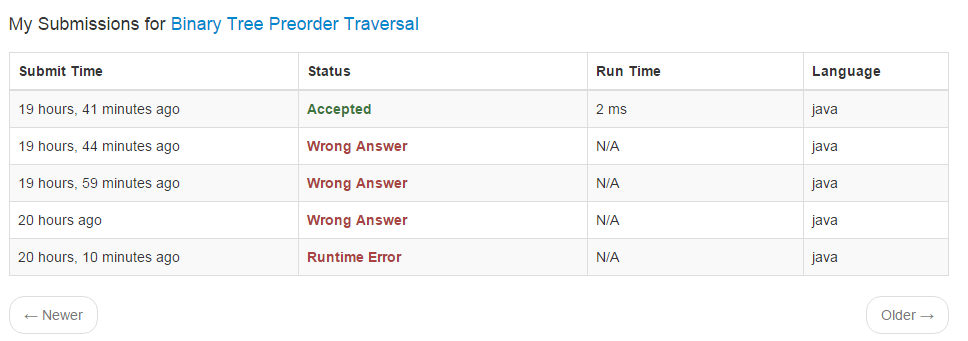 My Submissions for Binary Tree Preorder Traversal
Submit Time Status Run Time Language
19 hours, 41 minutes ago Accepted 2 ms java
19 hours, 44 minutes ago Wrong Answer N/A java
19 hours, 59 minutes ago Wrong Answer N/A java
20 hours ago Wrong Answer N/A java
20 hours, 10 minutes ago Runtime Error N/A java
← Newer Older →